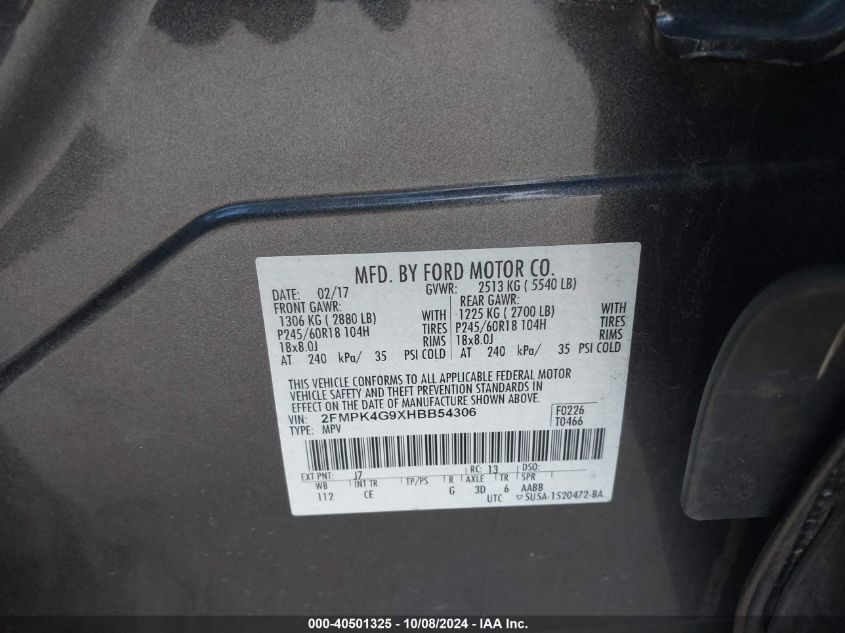 MFD. BY FORD MOTOR CO.
DATE: 02/17 GVWR: 2513 KG ( 5540 LB)
FRONT GAWR: REAR GAWR:
1306 KG ( 2880 LB) WITH 1225 KG ( 2700 LB) WITH
P245/60R18 104H TIRES P245/60R18 104H TIRES
18x8.0J RIMS 18x8.0J RIMS
AT 240 kPa/ 35 PSI COLD AT 240 kPa/ 35 PSI COLD
THIS VEHICLE CONFORMS TO ALL APPLICABLE FEDERAL MOTOR
VEHICLE SAFETY AND THEFT PREVENTION STANDARDS IN
EFFECT ON THE DATE OF MANUFACTURE SHOWN ABOVE.
VIN: 2FMPK4G9XHBB54306 F0226
TYPE: MPV T0466
EXT PNT: J7 RC: 13 DSO:
WB INT TR TP/PS R AXLE TR SPR
112 CE G 3D 6 AABB
UTC 5U5A-1520472-BA
000-40501325 - 10/08/2024 - IAA Inc.